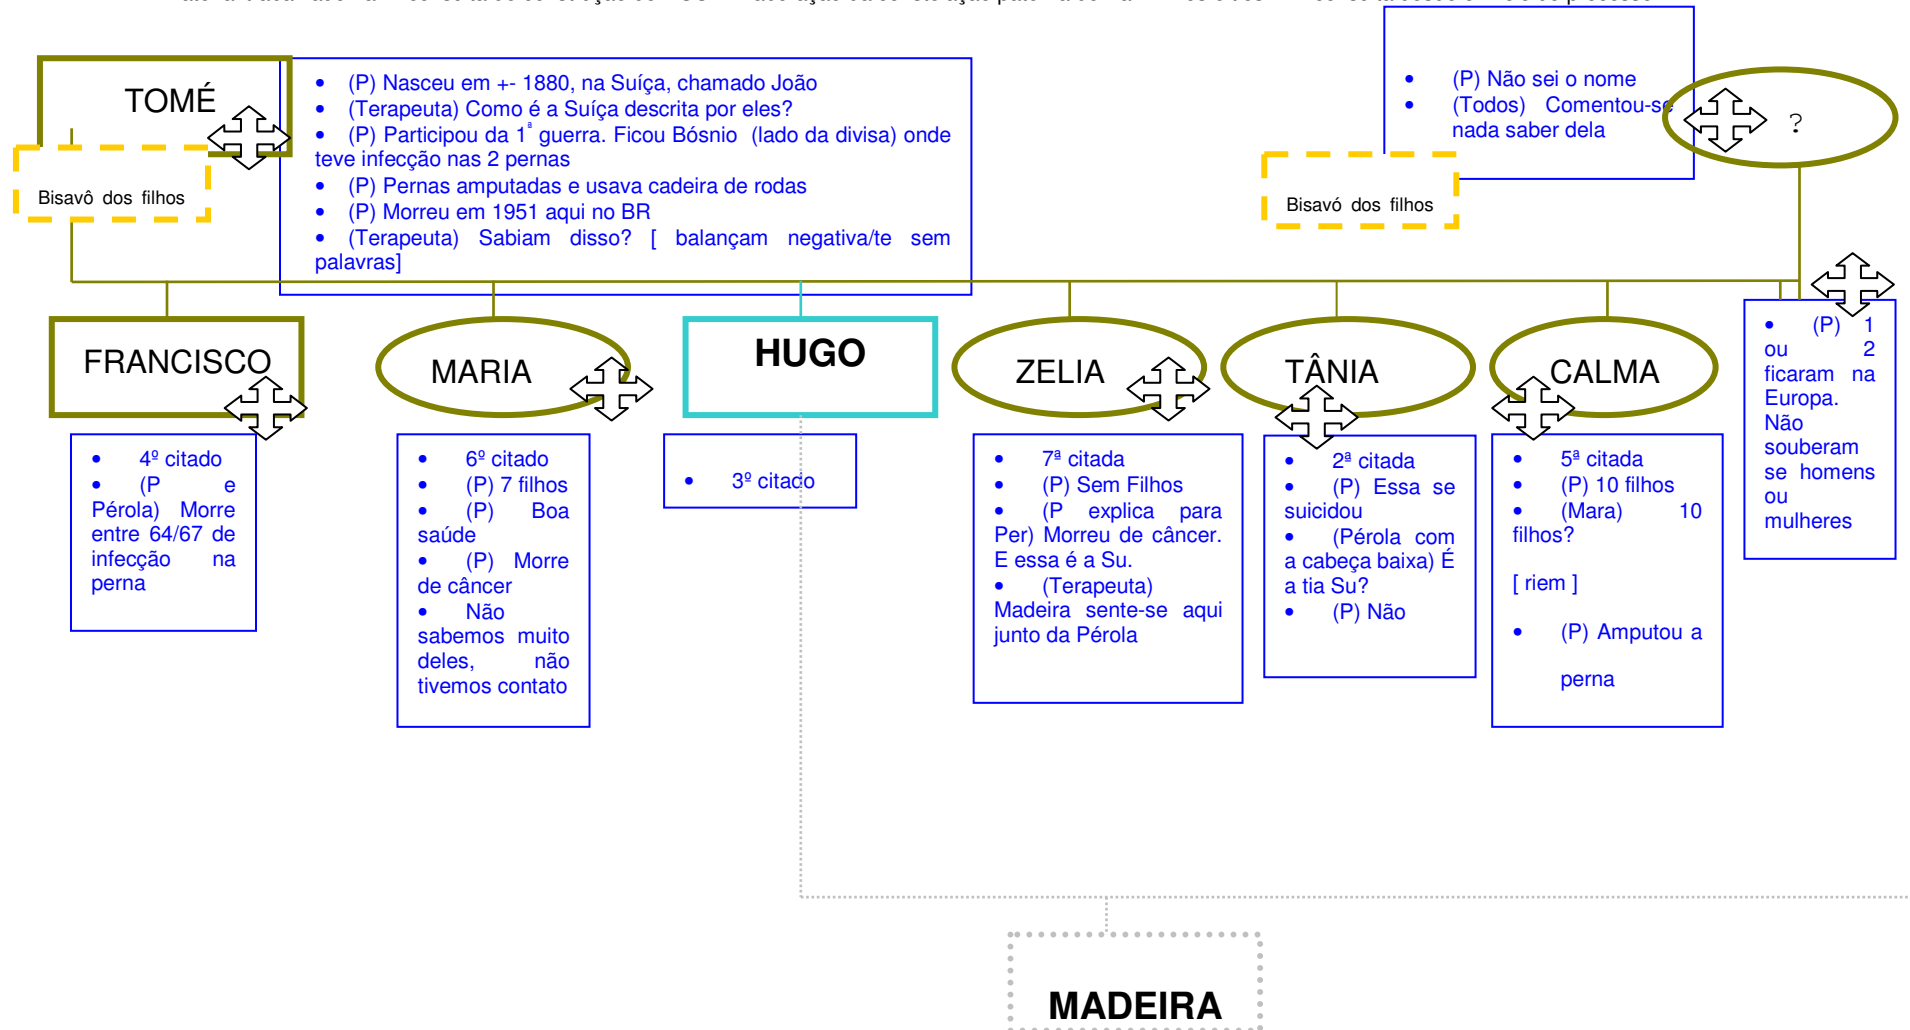 TOMÉ
Bisavô dos filhos
• (P) Nasceu em +- 1880, na Suíça, chamado João
• (Terapeuta) Como é a Suíça descrita por eles?
• (P) Participou da 1ª guerra. Ficou Bósnio (lado da divisa) onde
teve infecção nas 2 pernas
• (P) Pernas amputadas e usava cadeira de rodas
• (P) Morreu em 1951 aqui no BR
• (Terapeuta) Sabiam disso? [ balançam negativa/te sem
palavras]
• (P) Não sei o nome
• (Todos) Comentou-se
nada saber dela
Bisavó dos filhos
?
FRANCISCO
MARIA
HUGO
ZELIA
TÂNIA
CALMA
• (P) 1
ou 2
ficaram na
Europa.
Não
souberam
se homens
ou
mulheres
• 4º citado
• (P e
Pérola) Morre
entre 64/67 de
infecção na
perna
• 6º citado
• (P) 7 filhos
• (P) Boa
saúde
• (P) Morre
de câncer
• Não
sabemos muito
deles, não
tivemos contato
• 3º citado
• 7ª citada
• (P) Sem Filhos
• (P explica para
Per) Morreu de câncer.
E essa é a Su.
• (Terapeuta)
Madeira sente-se aqui
junto da Pérola
• 2ª citada
• (P) Essa se
suicidou
• (Pérola com
a cabeça baixa) É
a tia Su?
• (P) Não
• 5ª citada
• (P) 10 filhos
• (Mara) 10
filhos?
[ riem ]
• (P) Amputou a
perna
MADEIRA